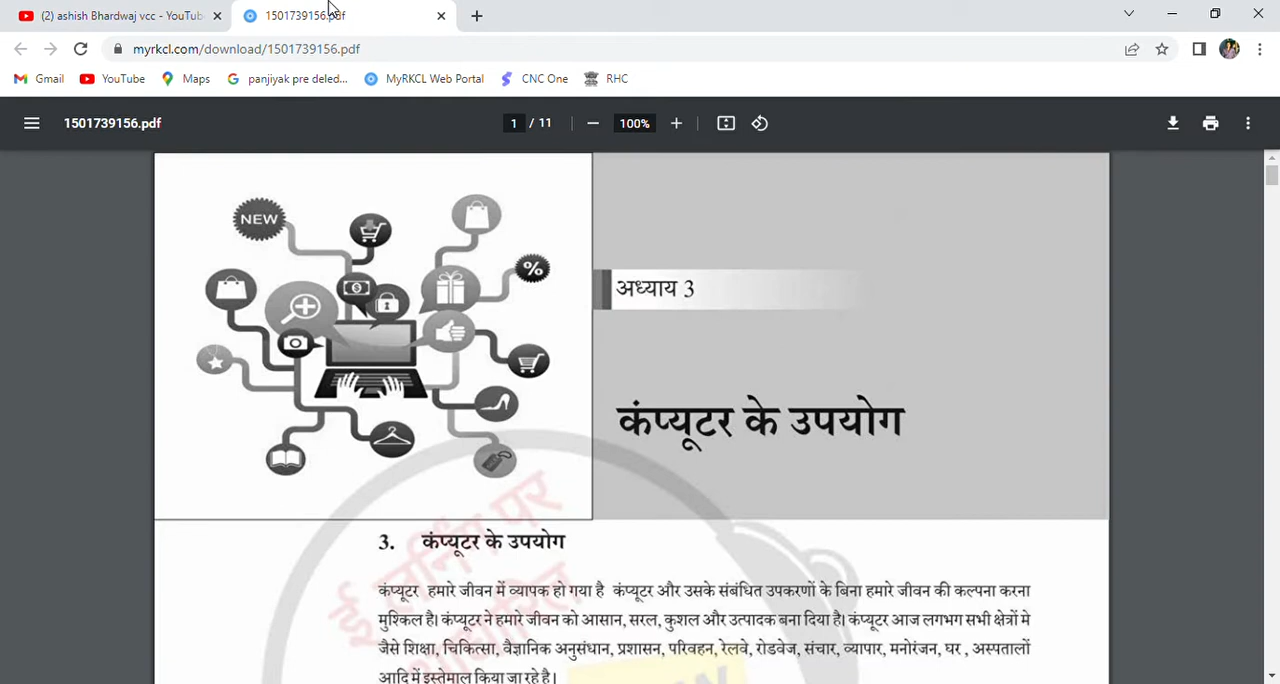 (2) ashish Bhardwaj vcc - YouTub
1501739156.pdf
myrkcl.com/download/1501739156.pdf
Gmail
YouTube
Maps
panjiyak pre deled...
MyRKCL Web Portal
CNC One
RHC
1501739156.pdf
1 / 11
100%
NEW
%
अध्याय 3
कंप्यूटर के उपयोग
3. कंप्यूटर के उपयोग
कंप्यूटर हमारे जीवन में व्यापक हो गया है कंप्यूटर और उसके संबंधित उपकरणों के बिना हमारे जीवन की कल्पना करना
मुश्किल है। कंप्यूटर ने हमारे जीवन को आसान, सरल, कुशल और उत्पादक बना दिया है। कंप्यूटर आज लगभग सभी क्षेत्रों मे
जैसे शिक्षा, चिकित्सा, वैज्ञानिक अनुसंधान, प्रशासन, परिवहन, रेलवे, रोडवेज, संचार, व्यापार, मनोरंजन, घर , अस्पतालों
आदि में इस्तेमाल किया जा रहे है।
ई लर्निंग पर
आधारित